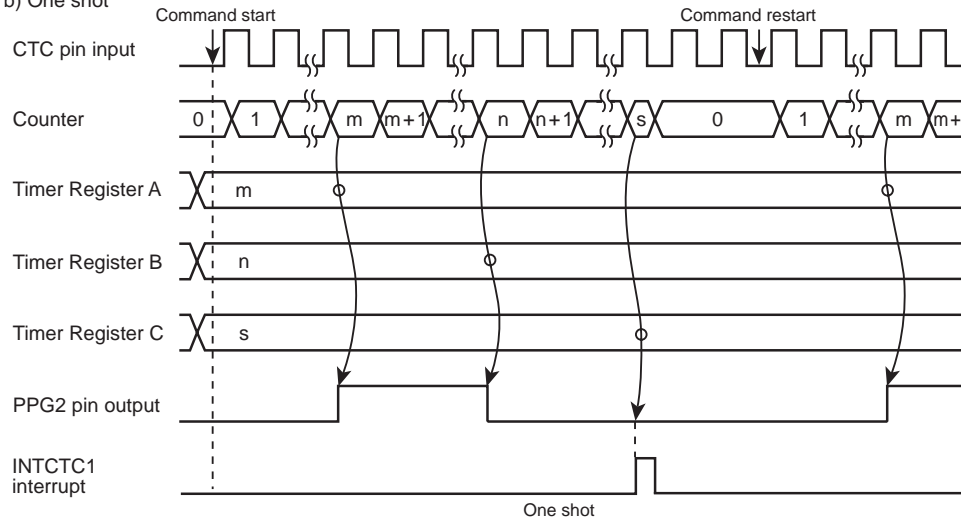 b) One shot
Command start
Command restart
CTC pin input
Counter
0 1 m m+1 n n+1 s 0 1 m m+
Timer Register A
m
Timer Register B
n
Timer Register C
s
PPG2 pin output
INTCTC1
interrupt
One shot